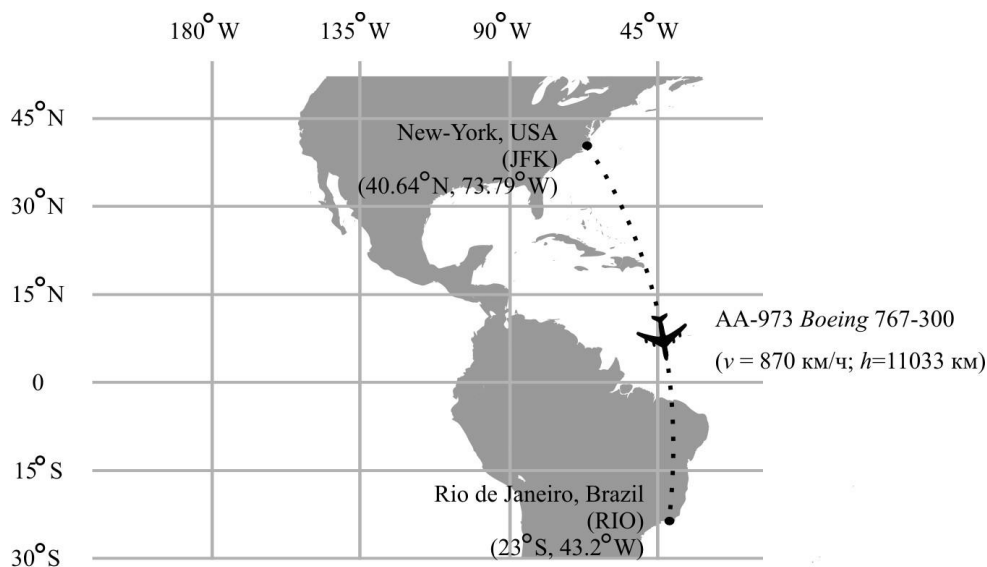 180°W 135°W 90°W 45°W
45°N
New-York, USA
(JFK)
(40.64°N, 73.79°W)
30°N
15°N
AA-973 Boeing 767-300
(v = 870 км/ч; h=11033 км)
0
15°S
Rio de Janeiro, Brazil
(RIO)
(23°S, 43.2°W)
30°S